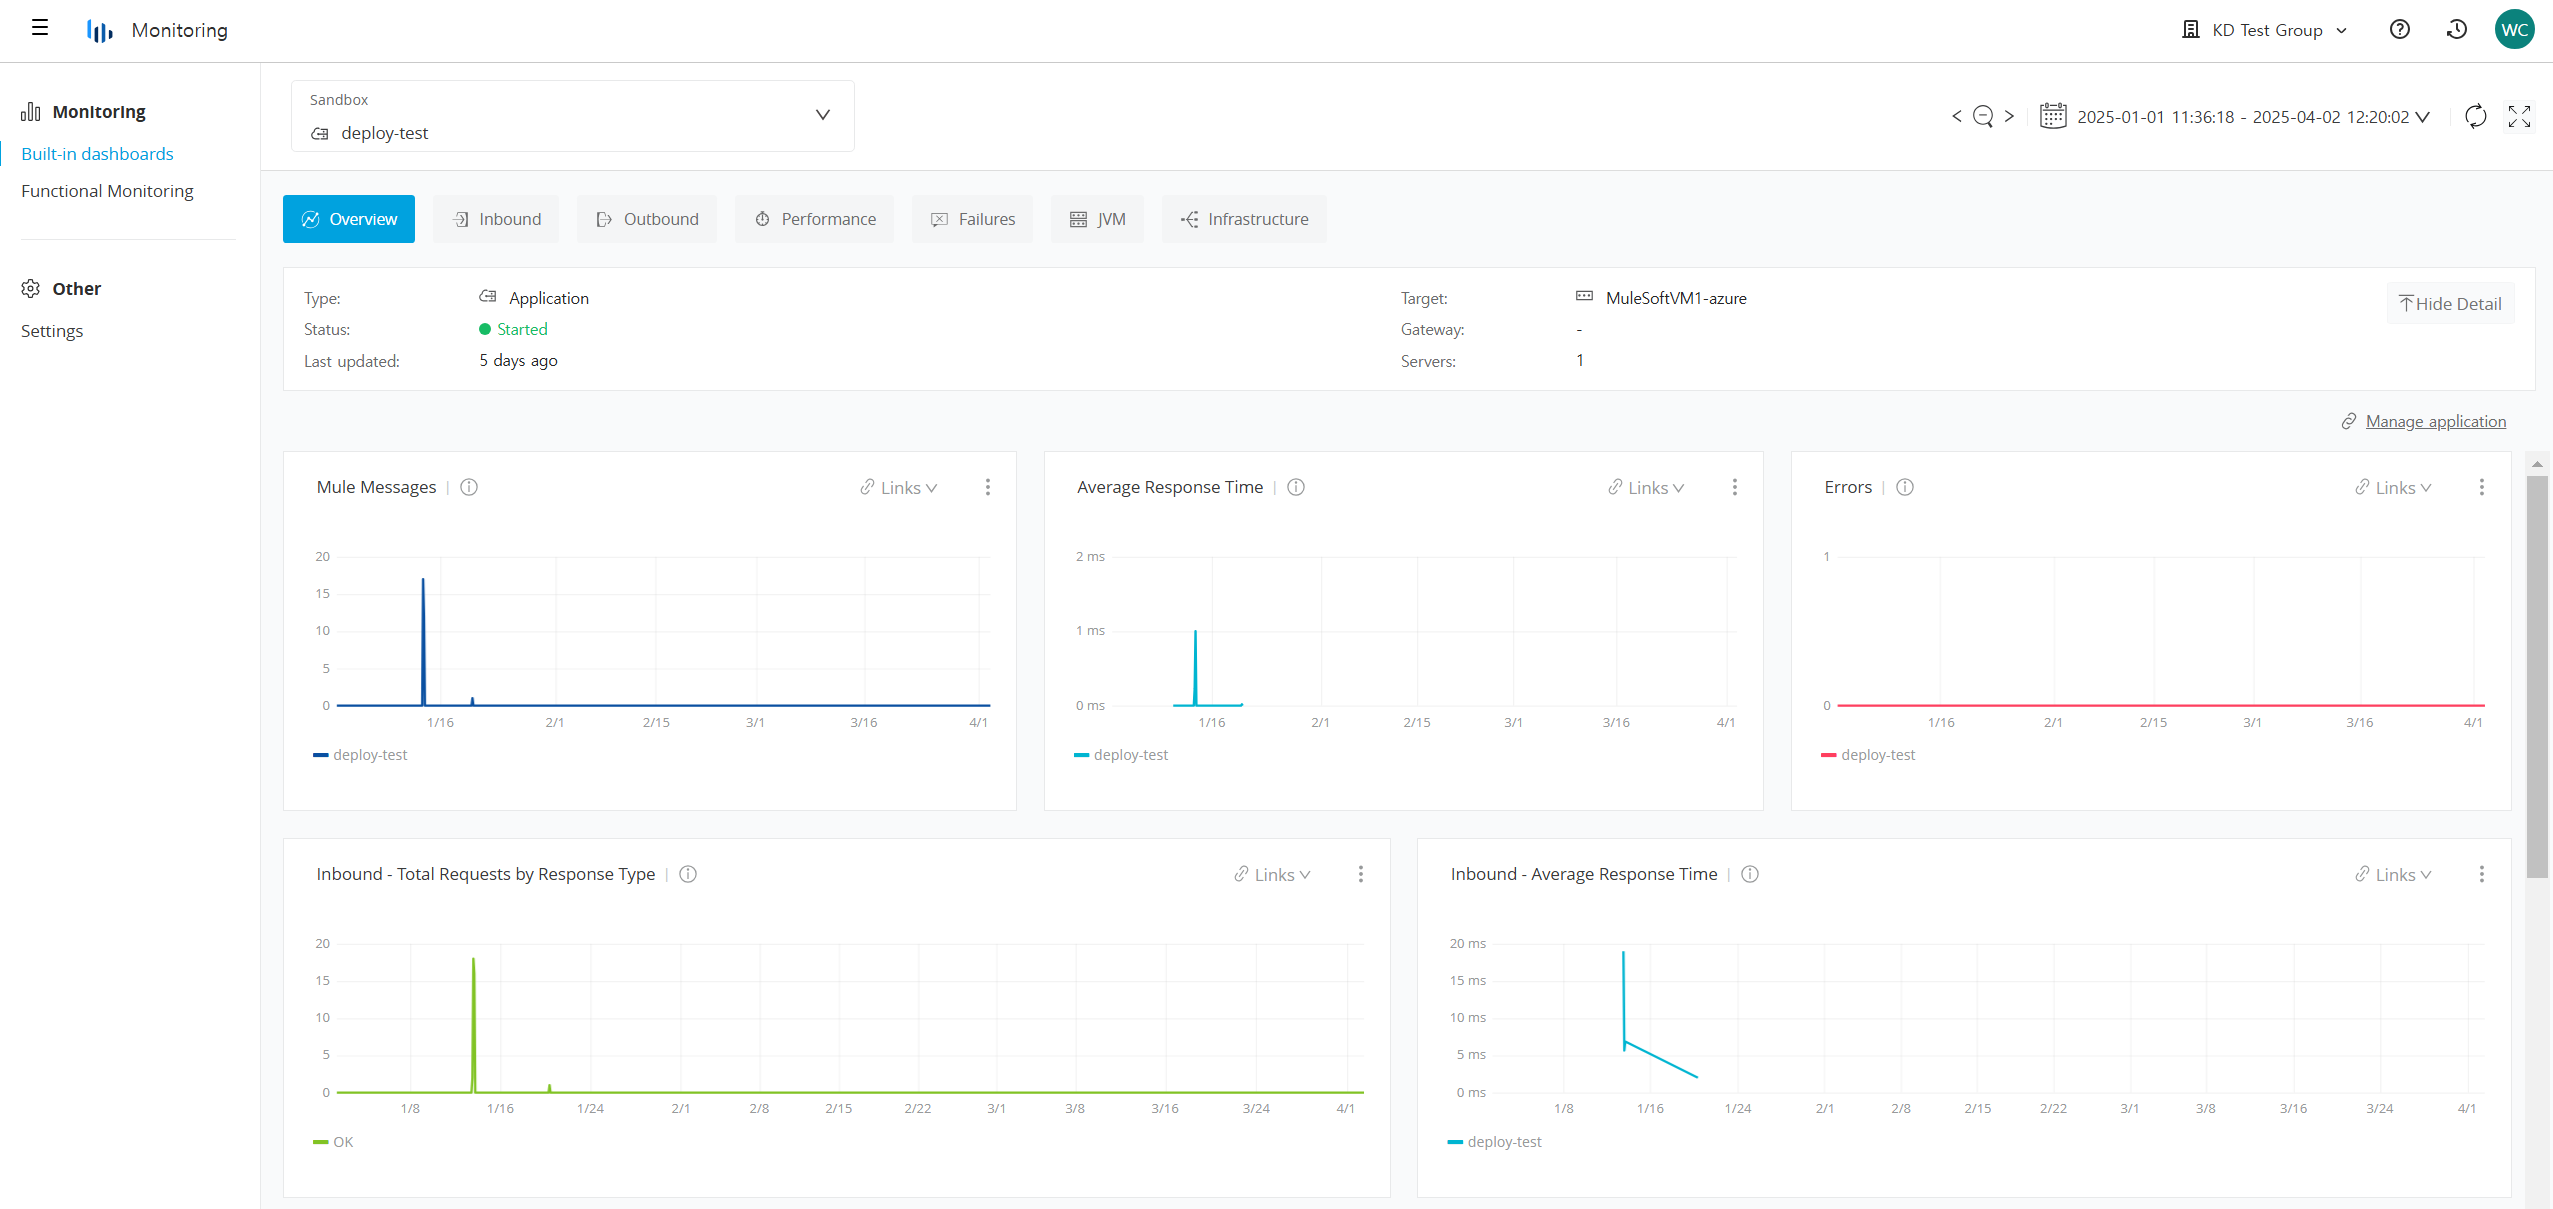 Monitoring
KD Test Group
WC
Monitoring
Built-in dashboards
Functional Monitoring
Other
Settings
Sandbox
deploy-test
2025-01-01 11:36:18 - 2025-04-02 12:20:02
Overview
Inbound
Outbound
Performance
Failures
JVM
Infrastructure
Type:
Application
Target:
MuleSoftVM1-azure
Hide Detail
Status:
Started
Gateway:
-
Last updated:
5 days ago
Servers:
1
Manage application
Mule Messages
Links
20
15
10
5
0
1/16 2/1 2/15 3/1 3/16 4/1
deploy-test
Average Response Time
Links
2 ms
1 ms
0 ms
1/16 2/1 2/15 3/1 3/16 4/1
deploy-test
Errors
Links
1
0
1/16 2/1 2/15 3/1 3/16 4/1
deploy-test
Inbound - Total Requests by Response Type
Links
20
15
10
5
0
1/8 1/16 1/24 2/1 2/8 2/15 2/22 3/1 3/8 3/16 3/24 4/1
OK
Inbound - Average Response Time
Links
20 ms
15 ms
10 ms
5 ms
0 ms
1/8 1/16 1/24 2/1 2/8 2/15 2/22 3/1 3/8 3/16 3/24 4/1
deploy-test